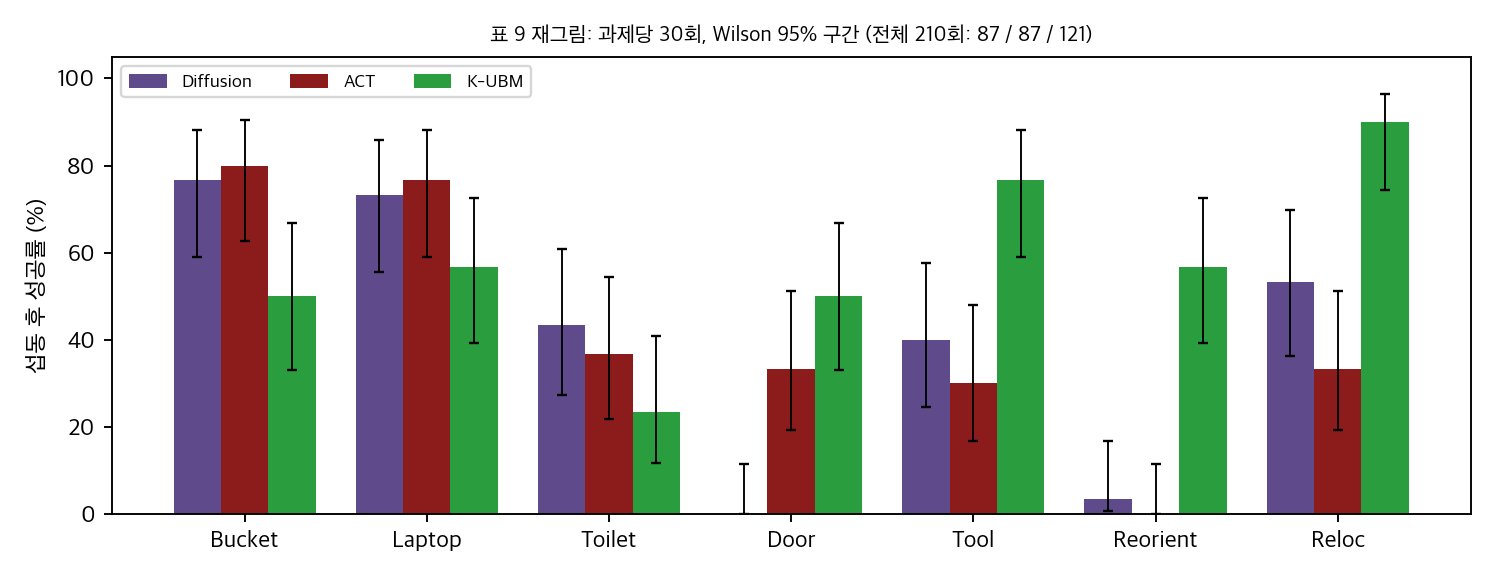 표 9 재그림: 과제당 30회, Wilson 95% 구간 (전체 210회: 87 / 87 / 121)
Diffusion ACT K-UBM
섭동 후 성공률 (%)
100
80
60
40
20
0
Bucket Laptop Toilet Door Tool Reorient Reloc